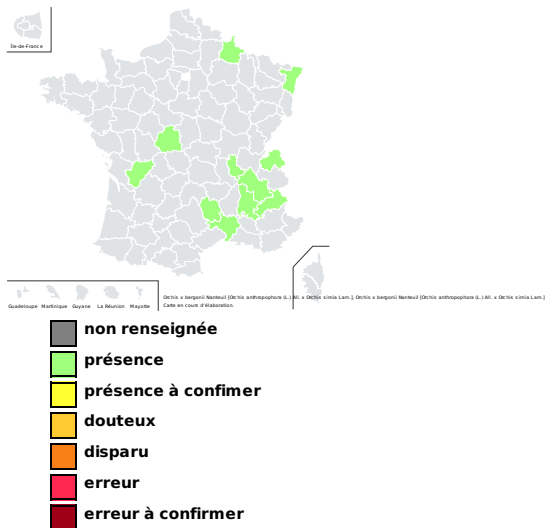 Île-de-France
Guadeloupe Martinique Guyane La Réunion Mayotte
Orchis x bergonii Nanteuil [Orchis anthropophora (L.) All. x Orchis simia Lam.], Orchis x bergonii Nanteuil [Orchis anthropophora (L.) All. x Orchis simia Lam.]
Carte en cours d'élaboration.
non renseignée
présence
présence à confimer
douteux
disparu
erreur
erreur à confirmer